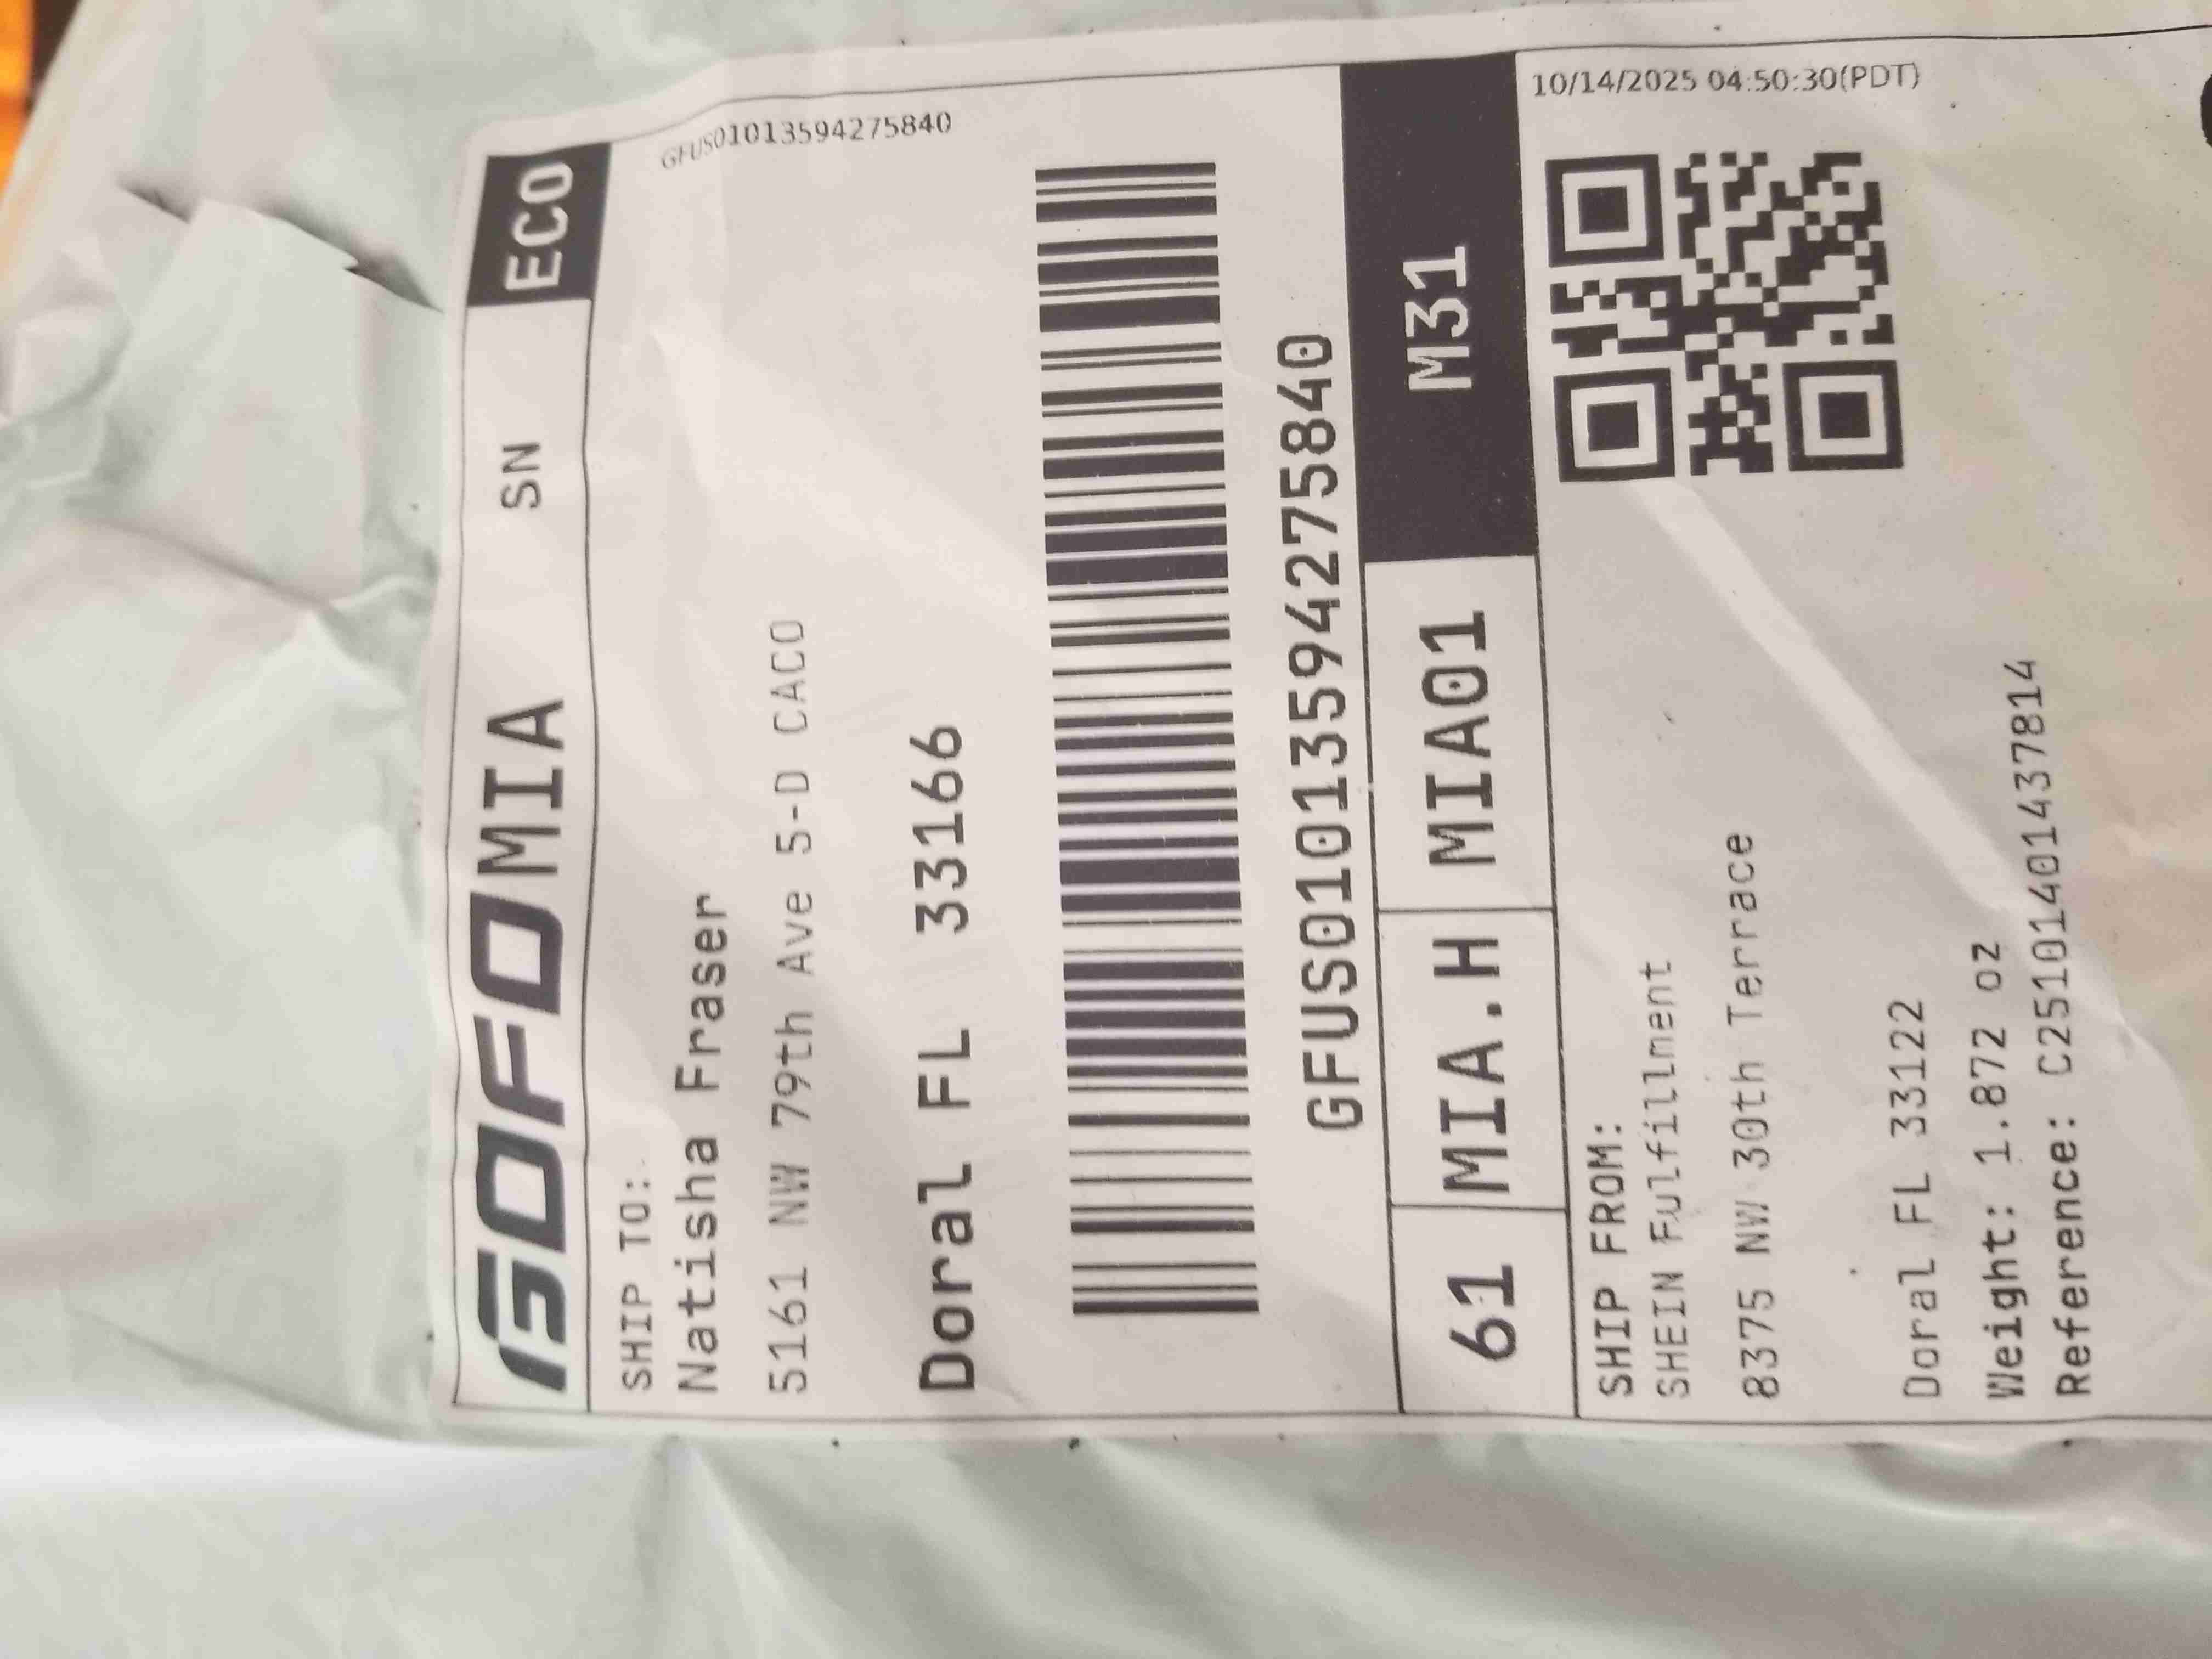 GOFO MIA SN ECO
GFUS01013594275840
SHIP TO:
Natisha Fraser
5161 NW 79th Ave 5-D CACO
Doral FL 33166
GFUS01013594275840
61 MIA.H MIA01 M31
10/14/2025 04:50:30(PDT)
SHIP FROM:
SHEIN Fulfillment
8375 NW 30th Terrace
Doral FL 33122
Weight: 1.872 oz
Reference: C2510140143​7814